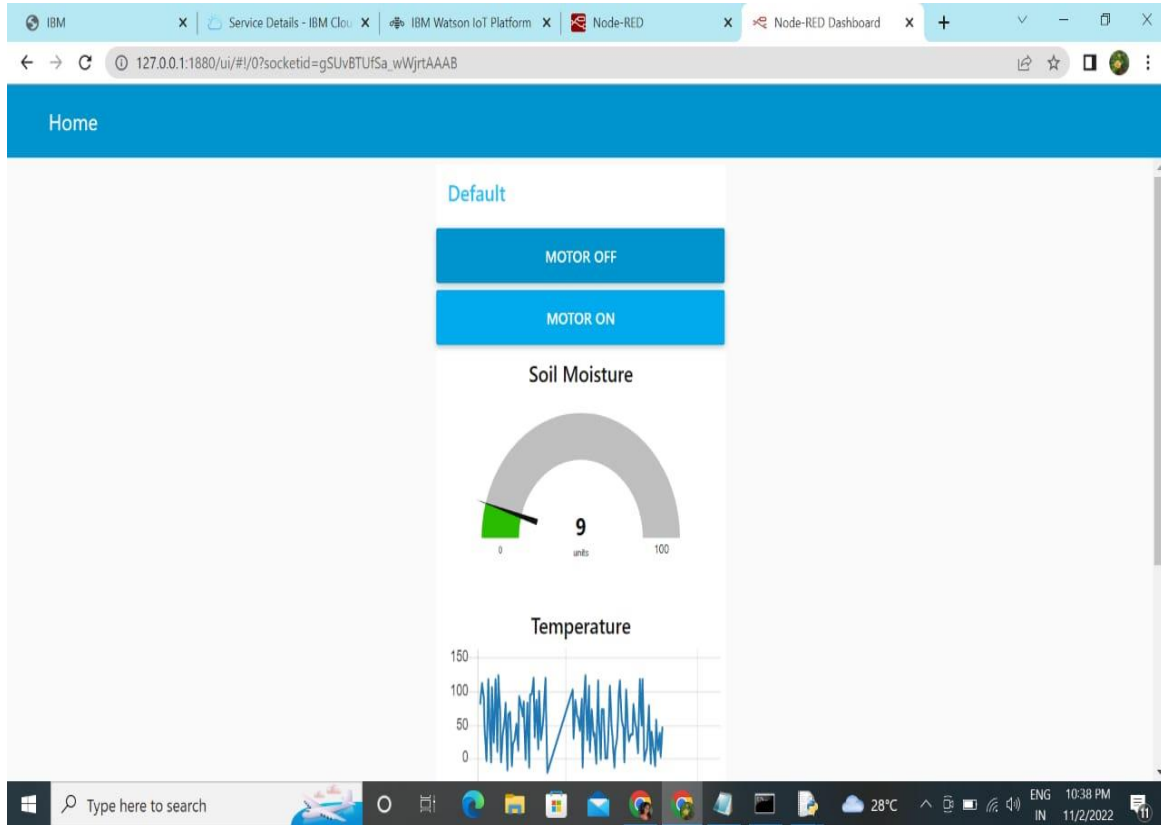 IBM
Service Details - IBM Clou
IBM Watson IoT Platform
Node-RED
Node-RED Dashboard
127.0.0.1:1880/ui/#!/0?socketid=gSUvBTUfSa_wWjrtAAAB
Home
Default
MOTOR OFF
MOTOR ON
Soil Moisture
9
0 units 100
Temperature
150
100
50
0
Type here to search
28°C
ENG 10:38 PM
IN 11/2/2022
11